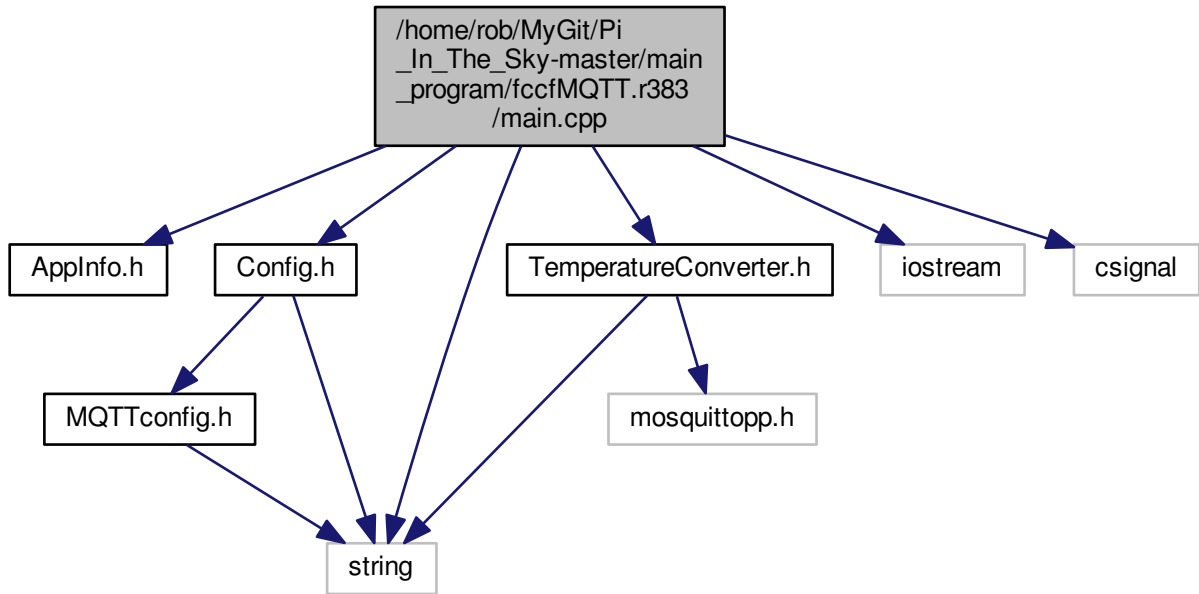 /home/rob/MyGit/Pi
_In_The_Sky-master/main
_program/fccfMQTT.r383
/main.cpp
AppInfo.h
Config.h
TemperatureConverter.h
iostream
csignal
MQTTconfig.h
mosquittopp.h
string